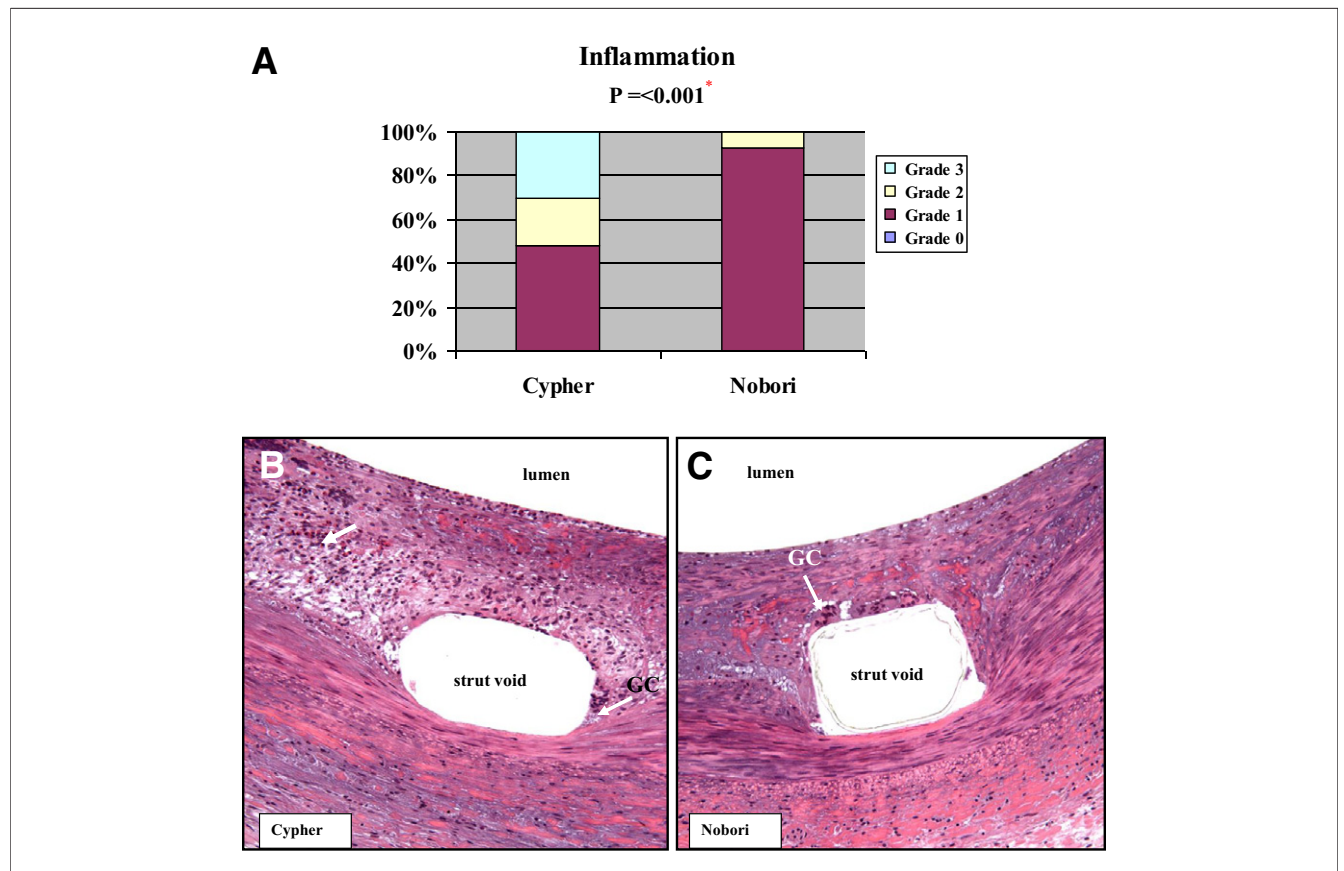 A
Inflammation
P =<0.001*
100%
80%
60%
40%
20%
0%
Cypher
Nobori
Grade 3
Grade 2
Grade 1
Grade 0
B
lumen
strut void
GC
Cypher
C
lumen
GC
strut void
Nobori